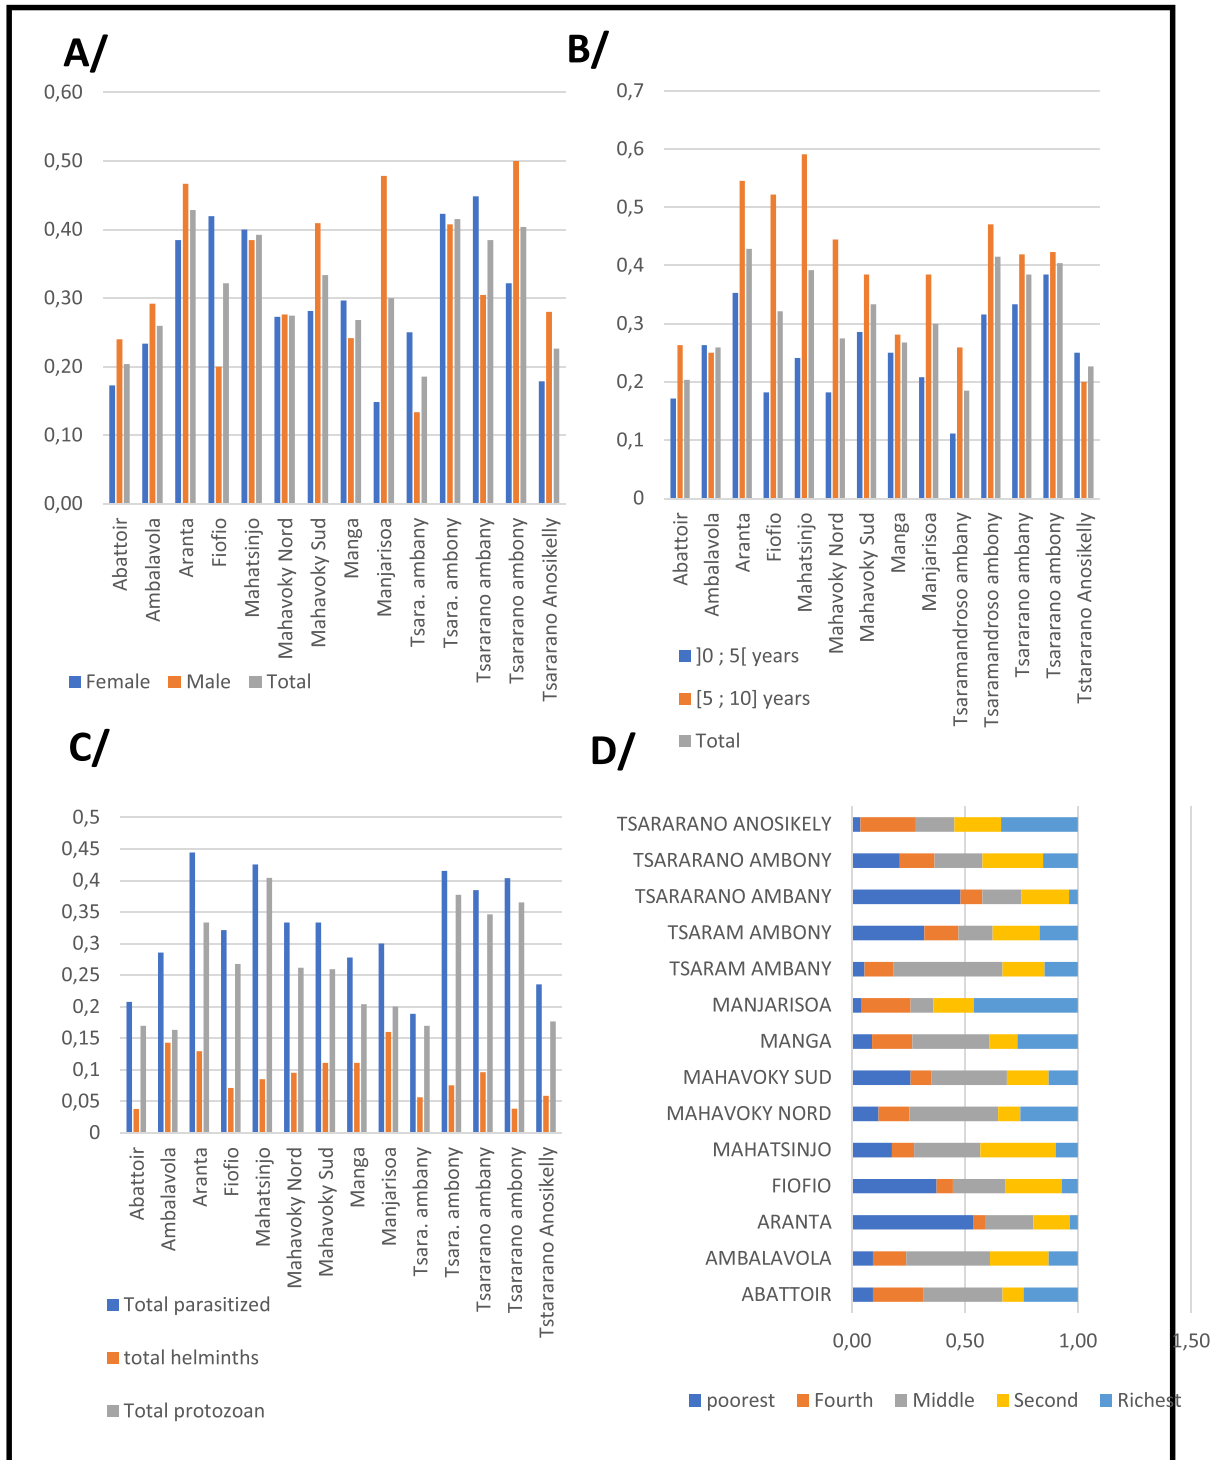 A/
0,60
0,50
0,40
0,30
0,20
0,10
0,00
Abattoir
Ambalavola
Aranta
Fiofio
Mahatsinjo
Mahavoky Nord
Mahavoky Sud
Manga
Manjarisoa
Tsara. ambany
Tsara. ambony
Tsararano ambany
Tsararano ambony
Tsararano Anosikelly
Female Male Total
B/
0,7
0,6
0,5
0,4
0,3
0,2
0,1
0
Abattoir
Ambalavola
Aranta
Fiofio
Mahatsinjo
Mahavoky Nord
Mahavoky Sud
Manga
Manjarisoa
Tsaramandroso ambany
Tsaramandroso ambony
Tsararano ambany
Tsararano ambony
Tstararano Anosikelly
]0 ; 5[ years
[5 ; 10] years
Total
C/
0,5
0,45
0,4
0,35
0,3
0,25
0,2
0,15
0,1
0,05
0
Abattoir
Ambalavola
Aranta
Fiofio
Mahatsinjo
Mahavoky Nord
Mahavoky Sud
Manga
Manjarisoa
Tsara. ambany
Tsara. ambony
Tsararano ambany
Tsararano ambony
Tstararano Anosikelly
Total parasitized
total helminths
Total protozoan
D/
TSARARANO ANOSIKELY
TSARARANO AMBONY
TSARARANO AMBANY
TSARAM AMBONY
TSARAM AMBANY
MANJARISOA
MANGA
MAHAVOKY SUD
MAHAVOKY NORD
MAHATSINJO
FIOFIO
ARANTA
AMBALAVOLA
ABATTOIR
0,00 0,50 1,00 1,50
poorest Fourth Middle Second Richest